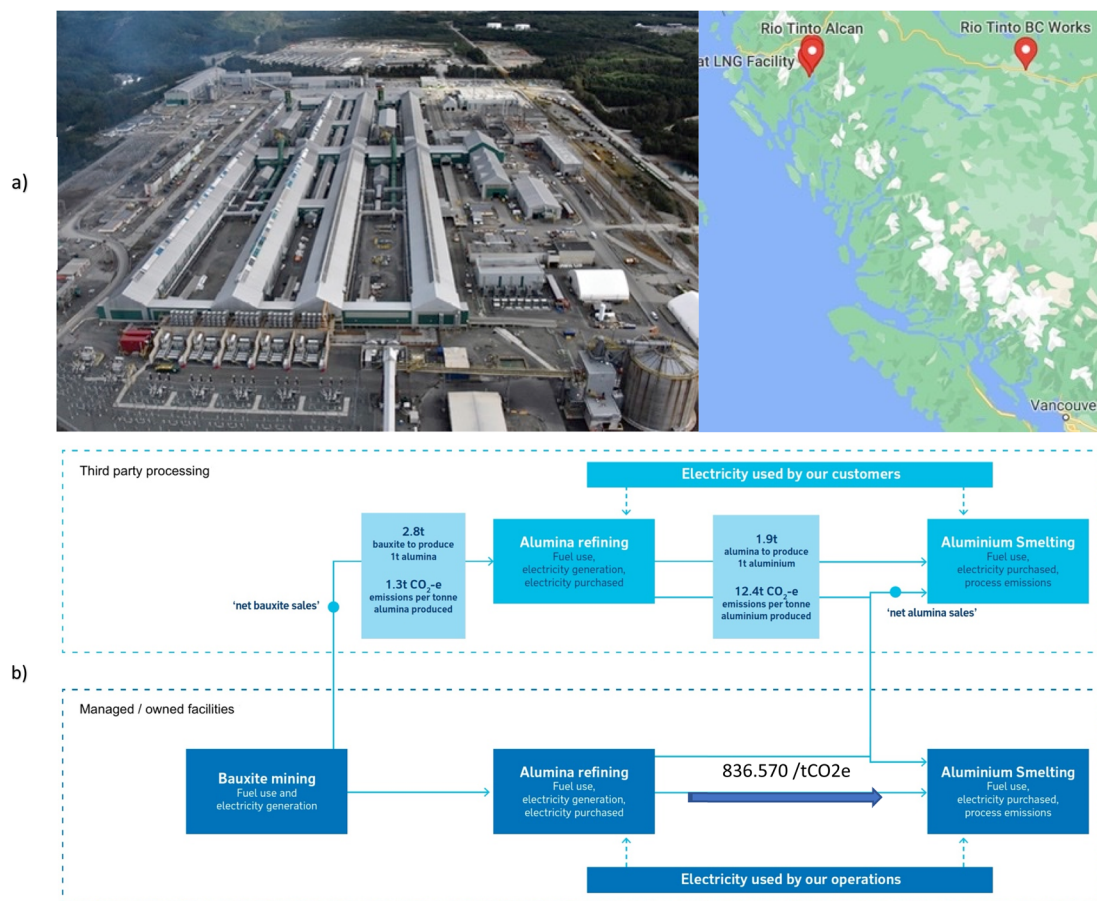 a)
Rio Tinto Alcan
Rio Tinto BC Works
at LNG Facility
Vancouve
b)
Third party processing
Electricity used by our customers
2.8t
bauxite to produce
1t alumina
1.3t CO₂-e
emissions per tonne
alumina produced
Alumina refining
Fuel use,
electricity generation,
electricity purchased
1.9t
alumina to produce
1t aluminium
12.4t CO₂-e
emissions per tonne
aluminium produced
Aluminium Smelting
Fuel use,
electricity purchased,
process emissions
'net bauxite sales'
'net alumina sales'
Managed / owned facilities
Bauxite mining
Fuel use and
electricity generation
Alumina refining
Fuel use,
electricity generation,
electricity purchased
836.570 /tCO2e
Aluminium Smelting
Fuel use,
electricity purchased,
process emissions
Electricity used by our operations